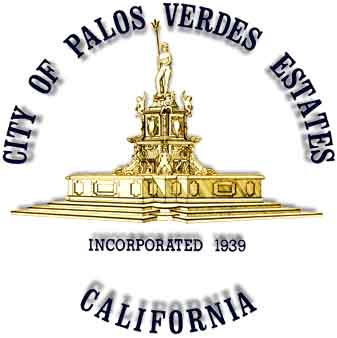 CITY OF PALOS VERDES ESTATES
INCORPORATED 1939
CALIFORNIA